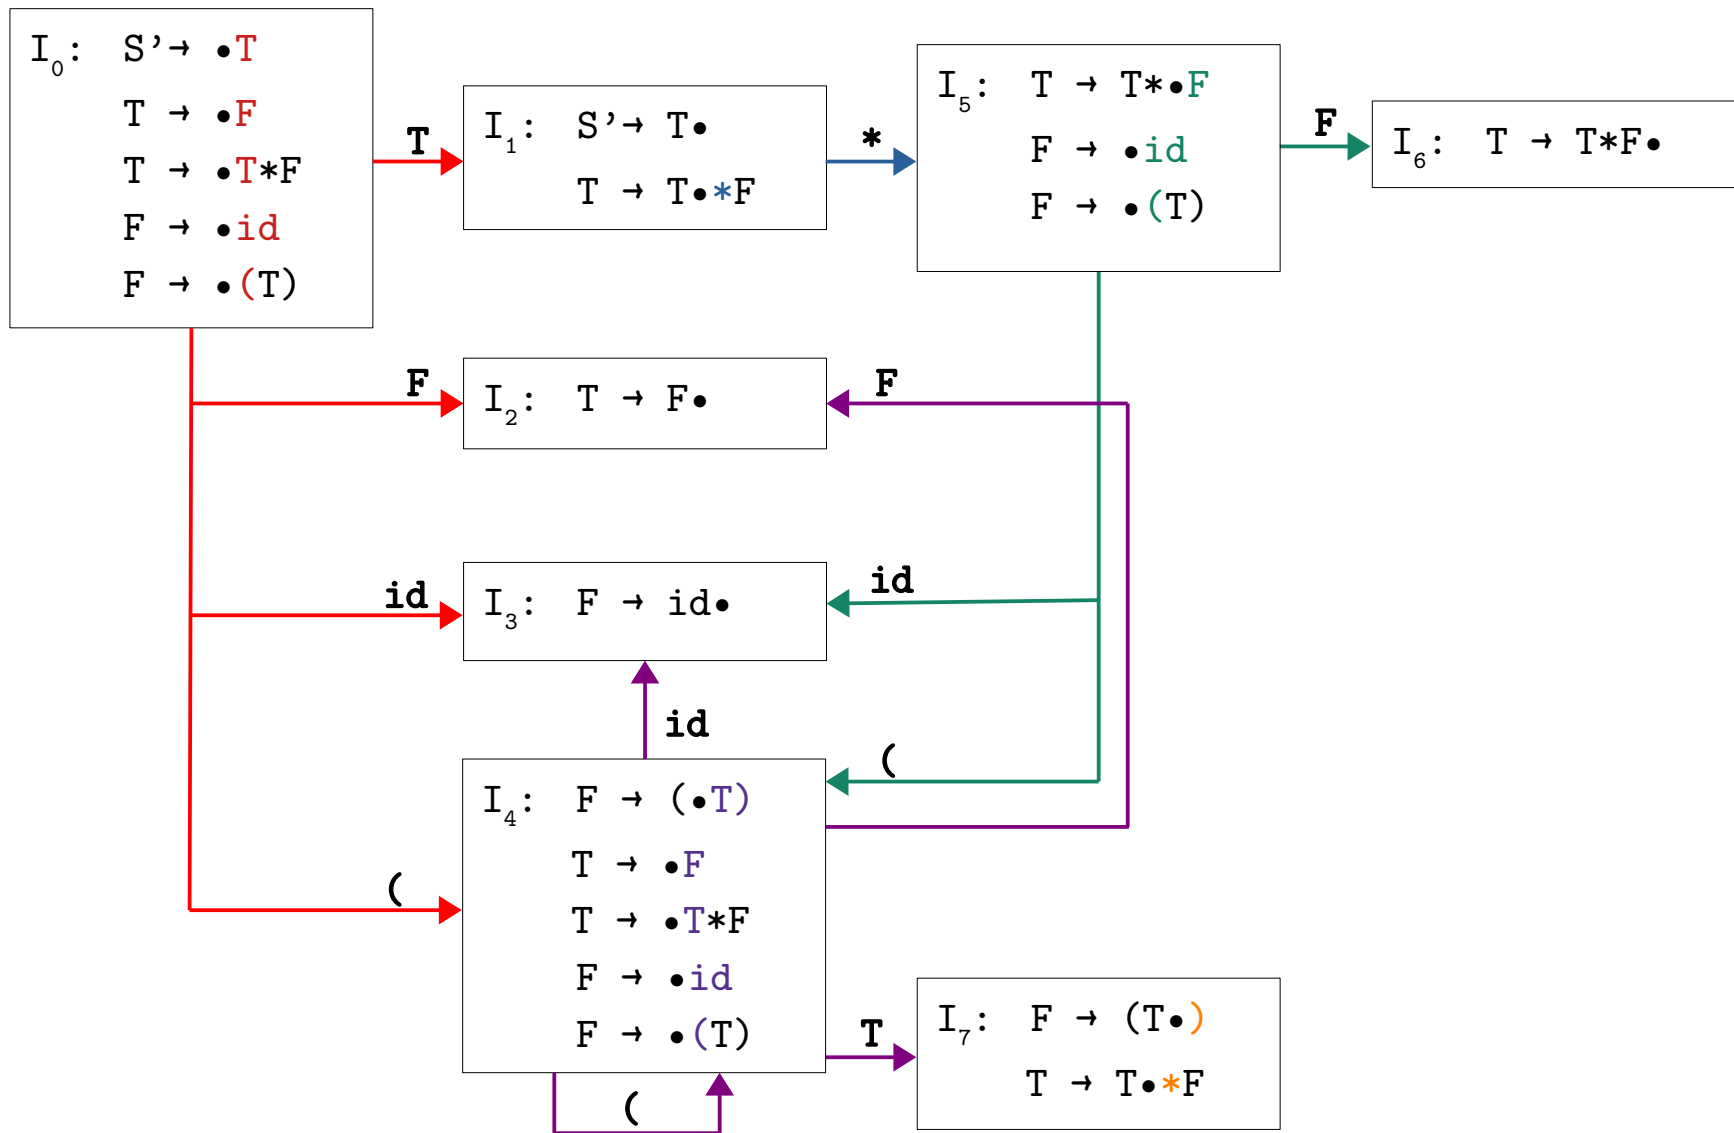 I₀: S’→ •T
T → •F
T → •T*F
F → •id
F → •(T)
T
I₁: S’→ T•
T → T•*F
*
I₅: T → T*•F
F → •id
F → •(T)
F
I₆: T → T*F•
F
I₂: T → F•
F
id
I₃: F → id•
id
id
(
(
I₄: F → (•T)
T → •F
T → •T*F
F → •id
F → •(T)
(
T
I₇: F → (T•)
T → T•*F